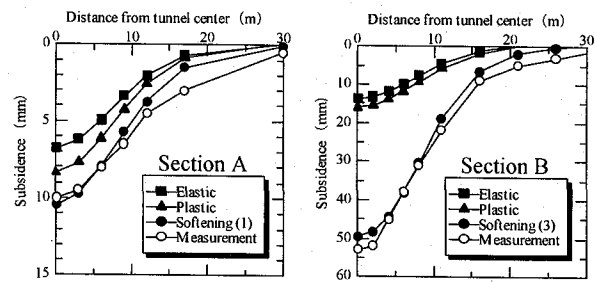 Distance from tunnel center (m)
0 10 20 30
0
5
10
15
Subsidence (mm)
Section A
Elastic
Plastic
Softening (1)
Measurement
Distance from tunnel center (m)
0 10 20 30
0
10
20
30
40
50
60
Subsidence (mm)
Section B
Elastic
Plastic
Softening (3)
Measurement